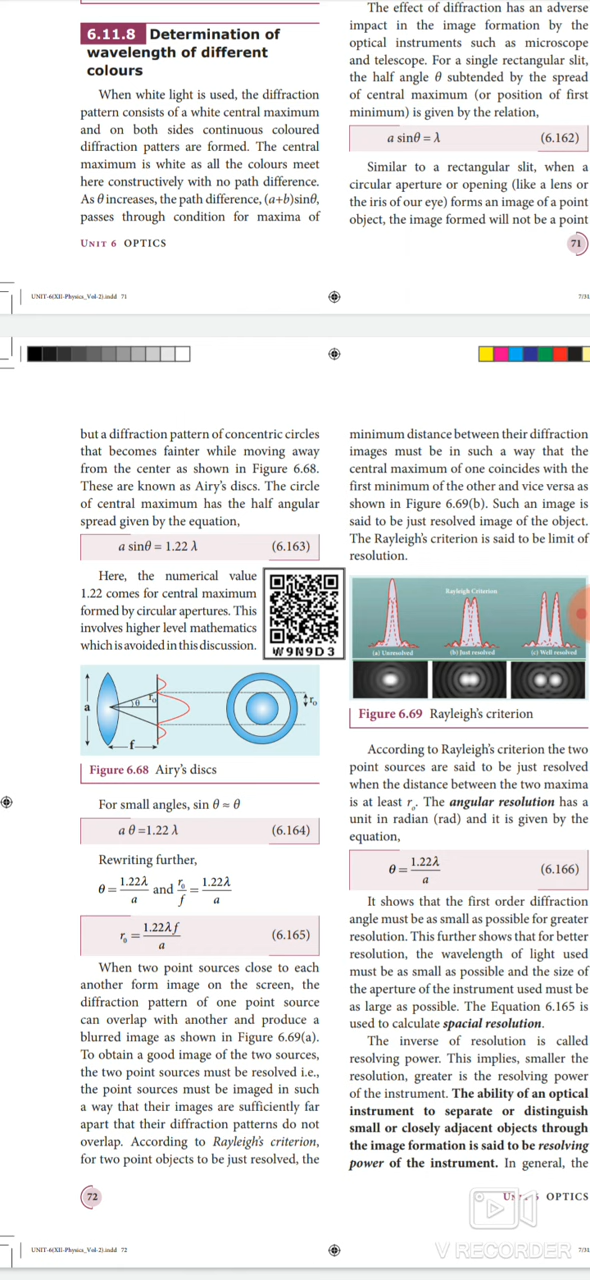 6.11.8 Determination of
wavelength of different
colours
When white light is used, the diffraction
pattern consists of a white central maximum
and on both sides continuous coloured
diffraction patters are formed. The central
maximum is white as all the colours meet
here constructively with no path difference.
As θ increases, the path difference, (a+b)sinθ,
passes through condition for maxima of
UNIT 6 OPTICS
The effect of diffraction has an adverse
impact in the image formation by the
optical instruments such as microscope
and telescope. For a single rectangular slit,
the half angle θ subtended by the spread
of central maximum (or position of first
minimum) is given by the relation,
a sinθ = λ (6.162)
Similar to a rectangular slit, when a
circular aperture or opening (like a lens or
the iris of our eye) forms an image of a point
object, the image formed will not be a point
71
UNIT-6(XII-Physics_Vol-2).indd 71
7/31
but a diffraction pattern of concentric circles
that becomes fainter while moving away
from the center as shown in Figure 6.68.
These are known as Airy's discs. The circle
of central maximum has the half angular
spread given by the equation,
a sinθ = 1.22 λ (6.163)
Here, the numerical value
1.22 comes for central maximum
formed by circular apertures. This
involves higher level mathematics
which is avoided in this discussion.
W9N9D3
a
θ
r₀
f
r₀
Figure 6.68 Airy's discs
For small angles, sin θ ≈ θ
a θ =1.22 λ (6.164)
Rewriting further,
θ = 1.22λ/a and r₀/f = 1.22λ/a
r₀ = 1.22λf/a (6.165)
When two point sources close to each
another form image on the screen, the
diffraction pattern of one point source
can overlap with another and produce a
blurred image as shown in Figure 6.69(a).
To obtain a good image of the two sources,
the two point sources must be resolved i.e.,
the point sources must be imaged in such
a way that their images are sufficiently far
apart that their diffraction patterns do not
overlap. According to Rayleigh's criterion,
for two point objects to be just resolved, the
72
minimum distance between their diffraction
images must be in such a way that the
central maximum of one coincides with the
first minimum of the other and vice versa as
shown in Figure 6.69(b). Such an image is
said to be just resolved image of the object.
The Rayleigh's criterion is said to be limit of
resolution.
Rayleigh Criterion
(a) Unresolved
(b) Just resolved
(c) Well resolved
Figure 6.69 Rayleigh's criterion
According to Rayleigh's criterion the two
point sources are said to be just resolved
when the distance between the two maxima
is at least r₀. The angular resolution has a
unit in radian (rad) and it is given by the
equation,
θ = 1.22λ/a (6.166)
It shows that the first order diffraction
angle must be as small as possible for greater
resolution. This further shows that for better
resolution, the wavelength of light used
must be as small as possible and the size of
the aperture of the instrument used must be
as large as possible. The Equation 6.165 is
used to calculate spacial resolution.
The inverse of resolution is called
resolving power. This implies, smaller the
resolution, greater is the resolving power
of the instrument. The ability of an optical
instrument to separate or distinguish
small or closely adjacent objects through
the image formation is said to be resolving
power of the instrument. In general, the
OPTICS
UNIT-6(XII-Physics_Vol-2).indd 72
7/31
V RECORDER